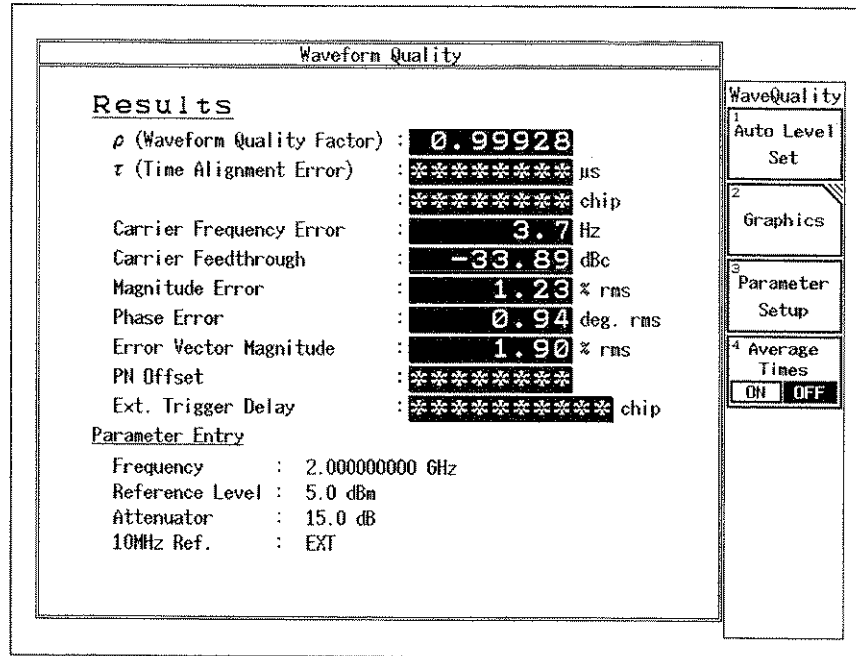 Waveform Quality
Results
ρ (Waveform Quality Factor) : 0.99928
τ (Time Alignment Error) : ******** μs
: ******** chip
Carrier Frequency Error : 3.7 Hz
Carrier Feedthrough : -33.89 dBc
Magnitude Error : 1.23 % rms
Phase Error : 0.94 deg. rms
Error Vector Magnitude : 1.90 % rms
PN Offset : ********
Ext. Trigger Delay : ********** chip
Parameter Entry
Frequency : 2.000000000 GHz
Reference Level : 5.0 dBm
Attenuator : 15.0 dB
10MHz Ref. : EXT
WaveQuality
1
Auto Level
Set
2
Graphics
3
Parameter
Setup
4 Average
Times
ON OFF